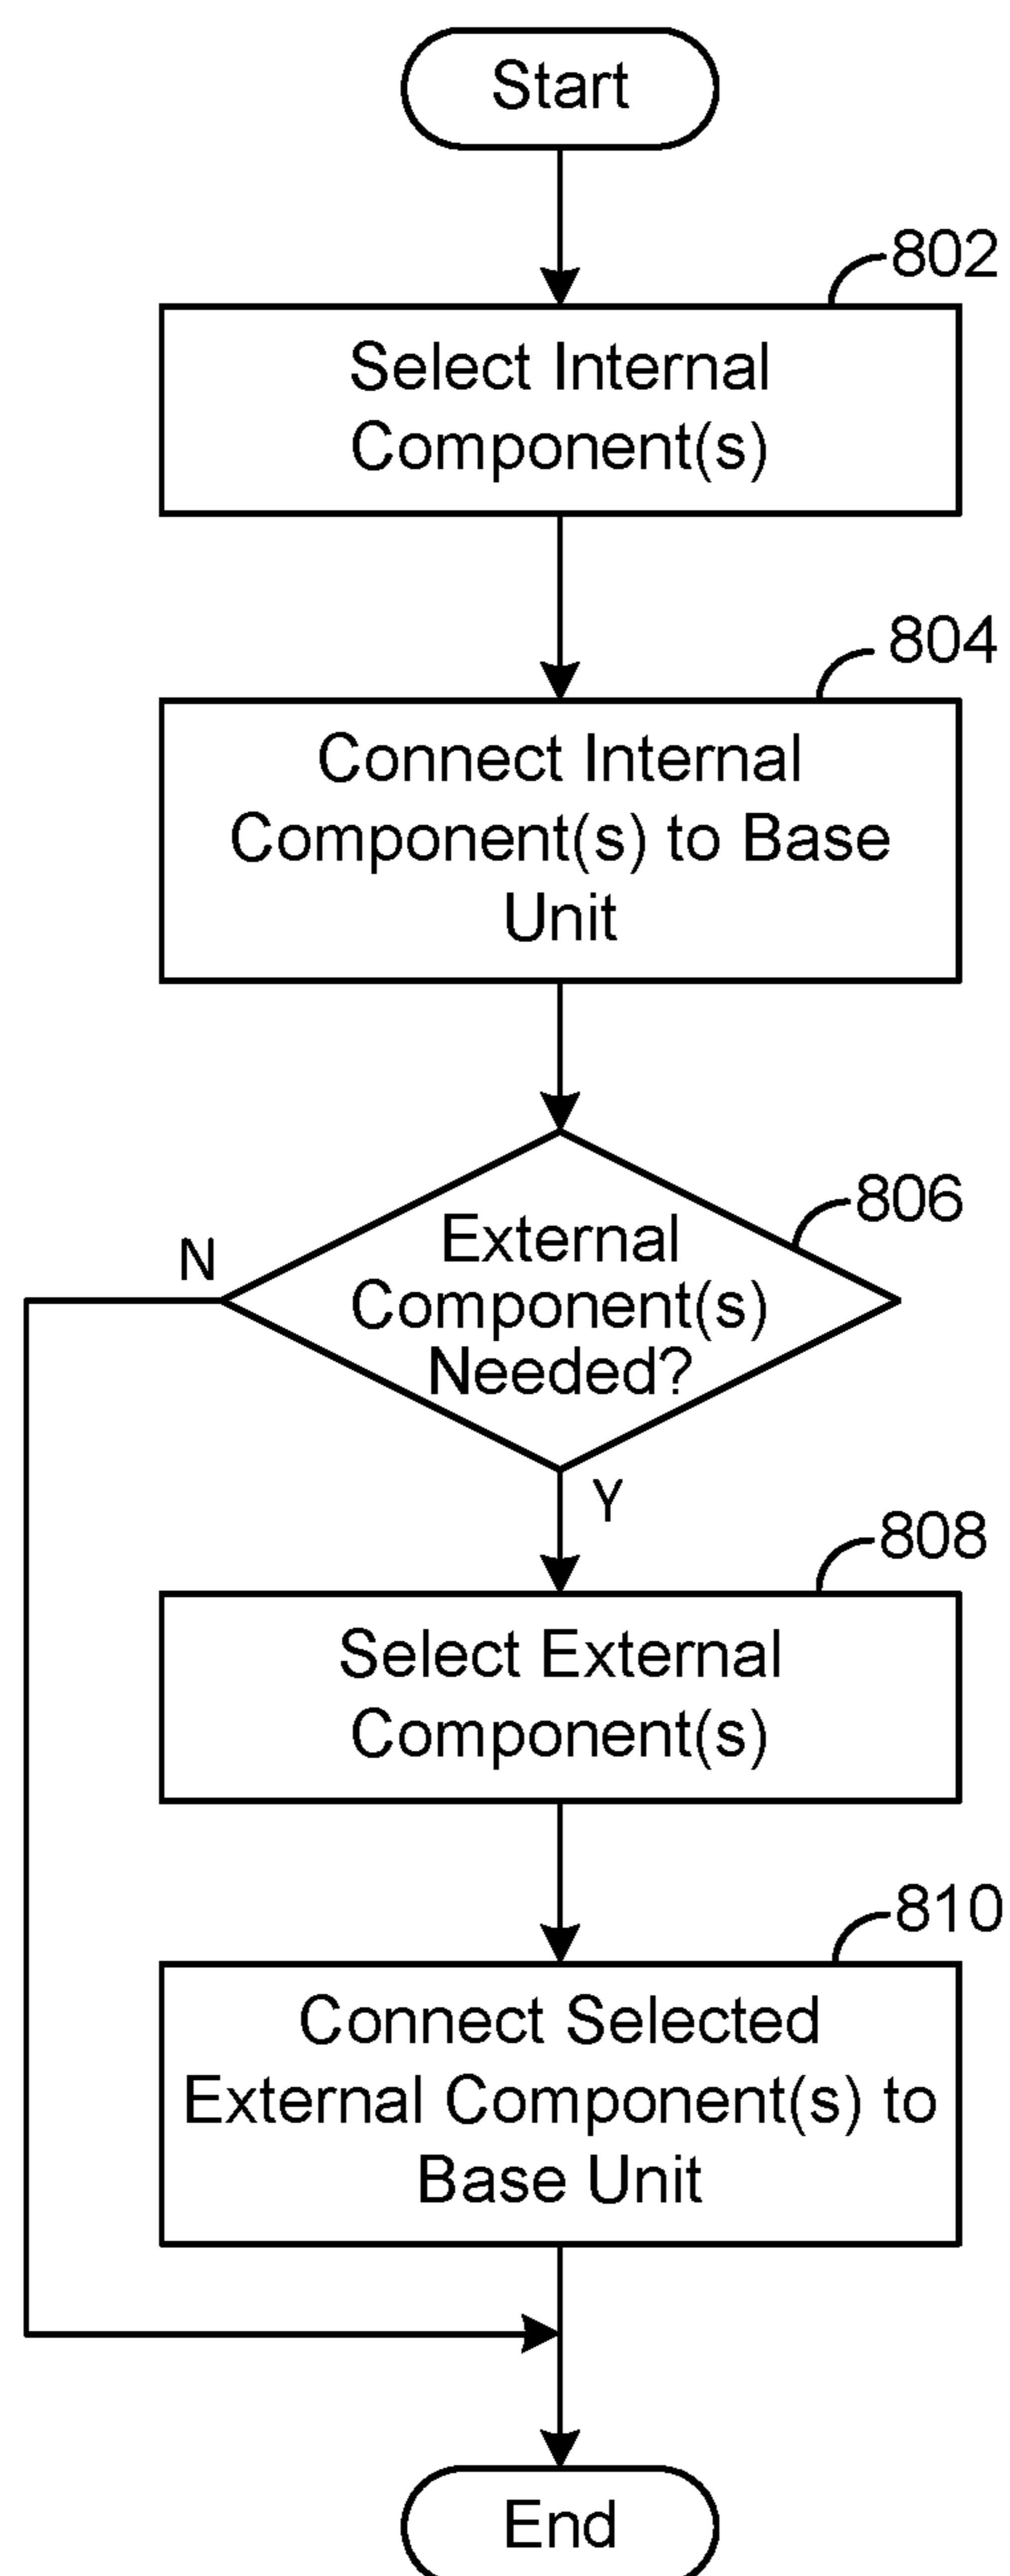 Start
802
Select Internal
Component(s)
804
Connect Internal
Component(s) to Base
Unit
806
External
Component(s)
Needed?
N
Y
808
Select External
Component(s)
810
Connect Selected
External Component(s) to
Base Unit
End